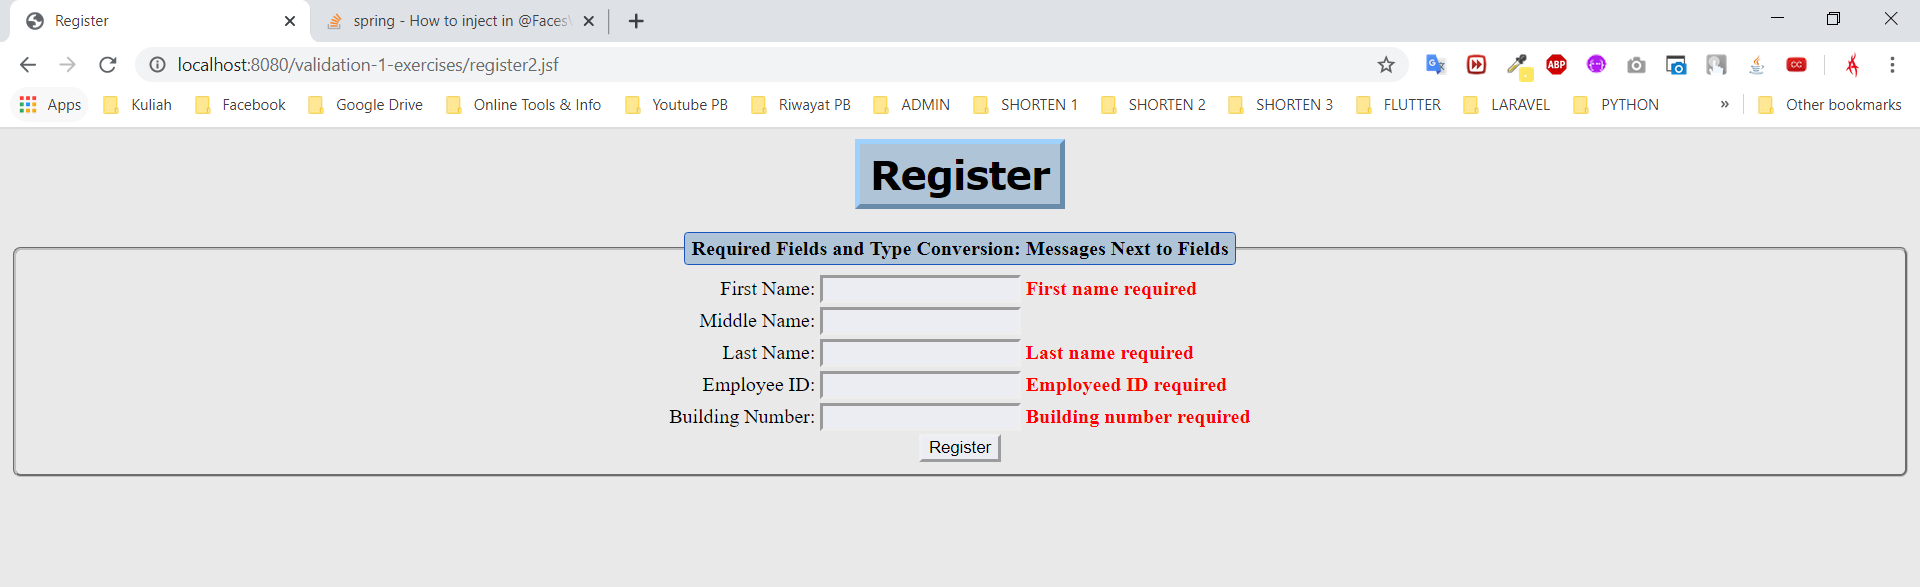 Register
spring - How to inject in @Faces
localhost:8080/validation-1-exercises/register2.jsf
ABP
CC
Apps Kuliah Facebook Google Drive Online Tools & Info Youtube PB Riwayat PB ADMIN SHORTEN 1 SHORTEN 2 SHORTEN 3 FLUTTER LARAVEL PYTHON » Other bookmarks
Register
Required Fields and Type Conversion: Messages Next to Fields
First Name: First name required
Middle Name:
Last Name: Last name required
Employee ID: Employeed ID required
Building Number: Building number required
Register